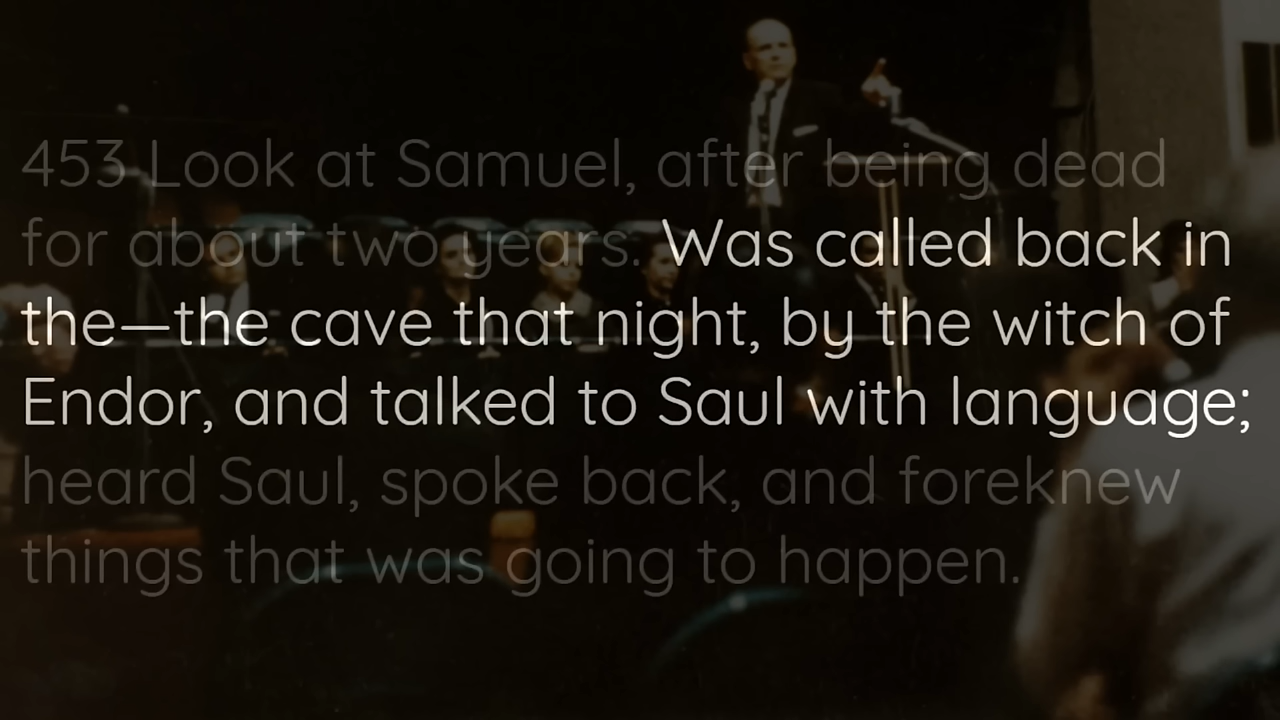 453 Look at Samuel, after being dead
for about two years. Was called back in
the—the cave that night, by the witch of
Endor, and talked to Saul with language;
heard Saul, spoke back, and foreknew
things that was going to happen.